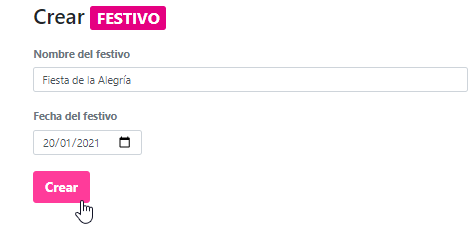 Crear FESTIVO
Nombre del festivo
Fiesta de la Alegría
Fecha del festivo
20/01/2021
Crear